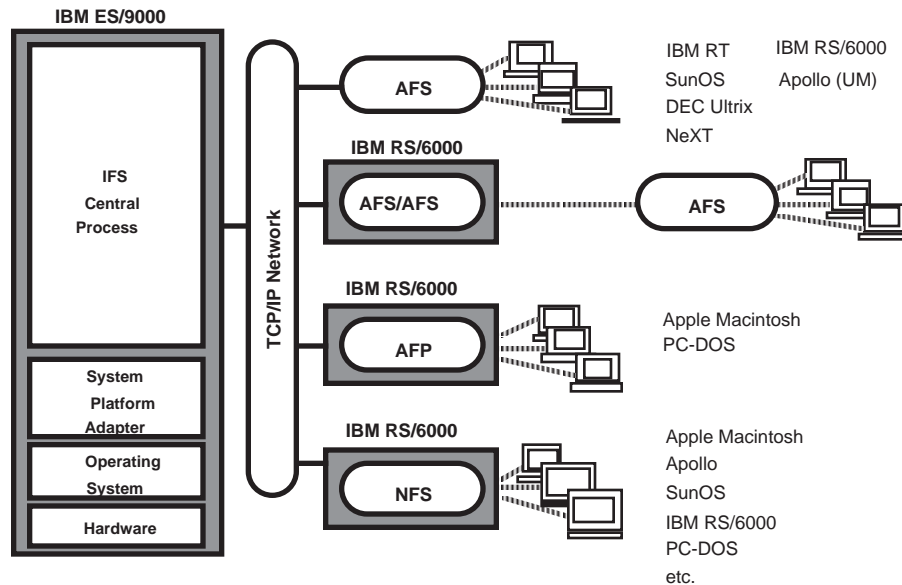 IBM ES/9000
IFS
Central
Process
System
Platform
Adapter
Operating
System
Hardware
TCP/IP Network
AFS
IBM RT
IBM RS/6000
SunOS
Apollo (UM)
DEC Ultrix
NeXT
IBM RS/6000
AFS/AFS
AFS
IBM RS/6000
AFP
Apple Macintosh
PC-DOS
IBM RS/6000
NFS
Apple Macintosh
Apollo
SunOS
IBM RS/6000
PC-DOS
etc.